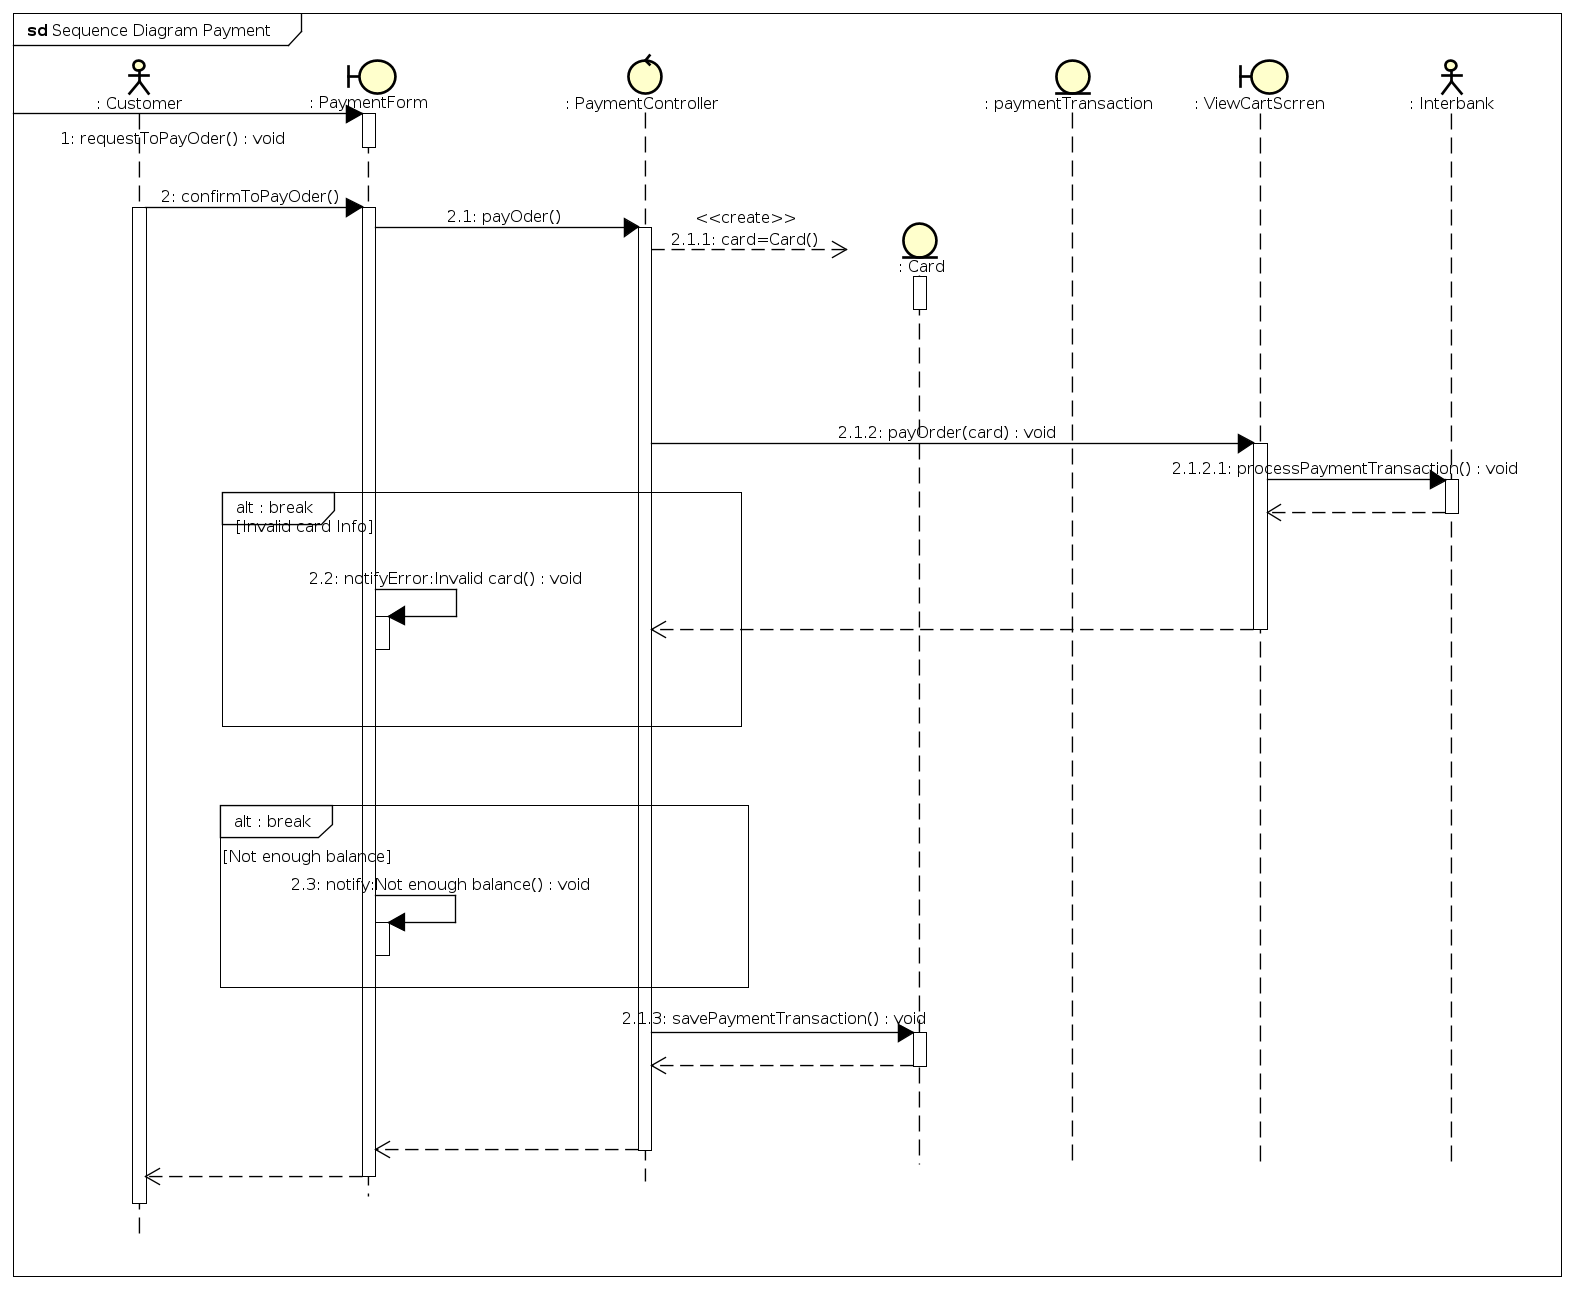 sd Sequence Diagram Payment
: Customer
: PaymentForm
: PaymentController
: paymentTransaction
: ViewCartScrren
: Interbank
1: requestToPayOder() : void
2: confirmToPayOder()
2.1: payOder()
<<create>>
2.1.1: card=Card()
: Card
2.1.2: payOrder(card) : void
2.1.2.1: processPaymentTransaction() : void
alt : break
[Invalid card Info]
2.2: notifyError:Invalid card() : void
alt : break
[Not enough balance]
2.3: notify:Not enough balance() : void
2.1.3: savePaymentTransaction() : void